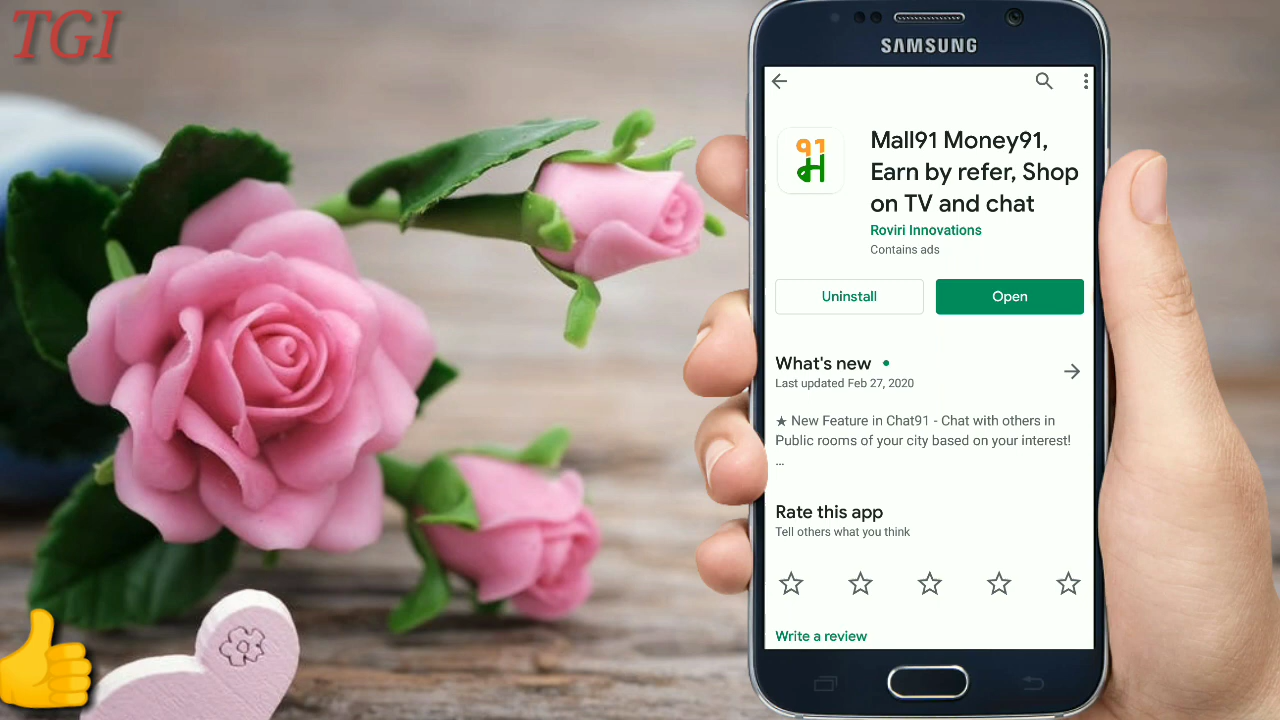 TGI
SAMSUNG
91
Mall91 Money91,
Earn by refer, Shop
on TV and chat
Roviri Innovations
Contains ads
Uninstall
Open
What's new
Last updated Feb 27, 2020
★ New Feature in Chat91 - Chat with others in
Public rooms of your city based on your interest!
...
Rate this app
Tell others what you think
Write a review